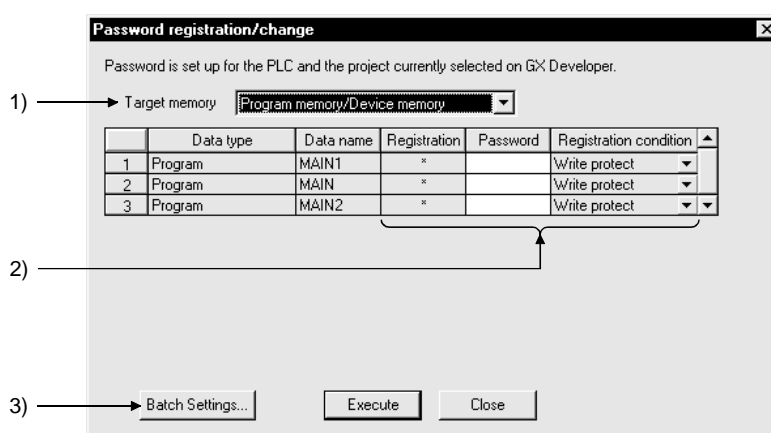 Password registration/change
Password is set up for the PLC and the project currently selected on GX Developer.
1) Target memory Program memory/Device memory
Data type Data name Registration Password Registration condition
1 Program MAIN1 * Write protect
2 Program MAIN * Write protect
3 Program MAIN2 * Write protect
2)
3) Batch Settings... Execute Close